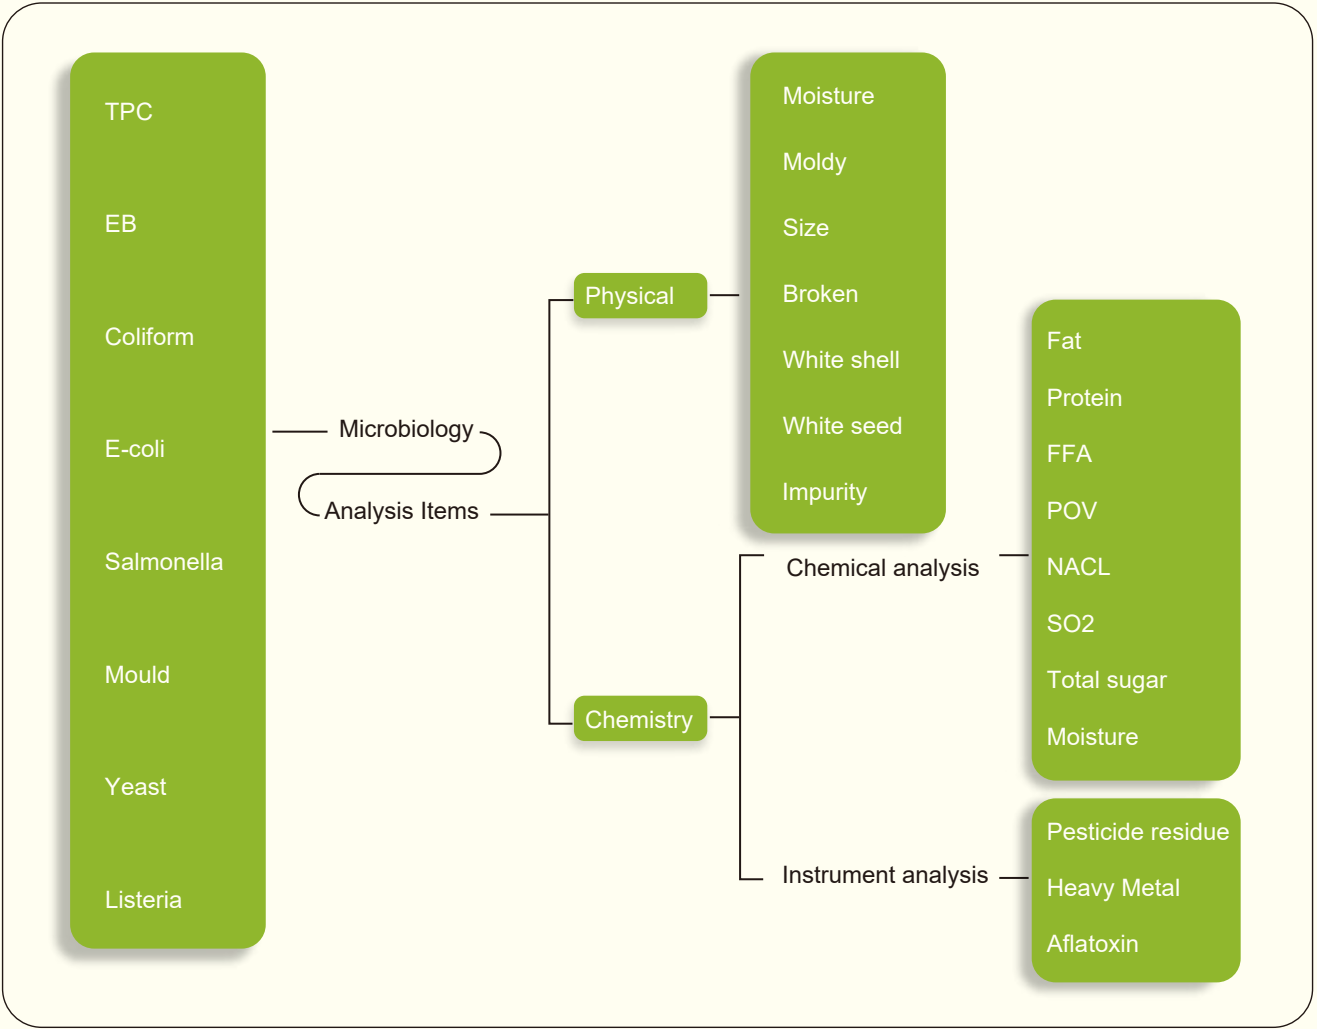 TPC
EB
Coliform
E-coli
Salmonella
Mould
Yeast
Listeria
Microbiology
Analysis Items
Physical
Chemistry
Moisture
Moldy
Size
Broken
White shell
White seed
Impurity
Chemical analysis
Instrument analysis
Fat
Protein
FFA
POV
NACL
SO2
Total sugar
Moisture
Pesticide residue
Heavy Metal
Aflatoxin